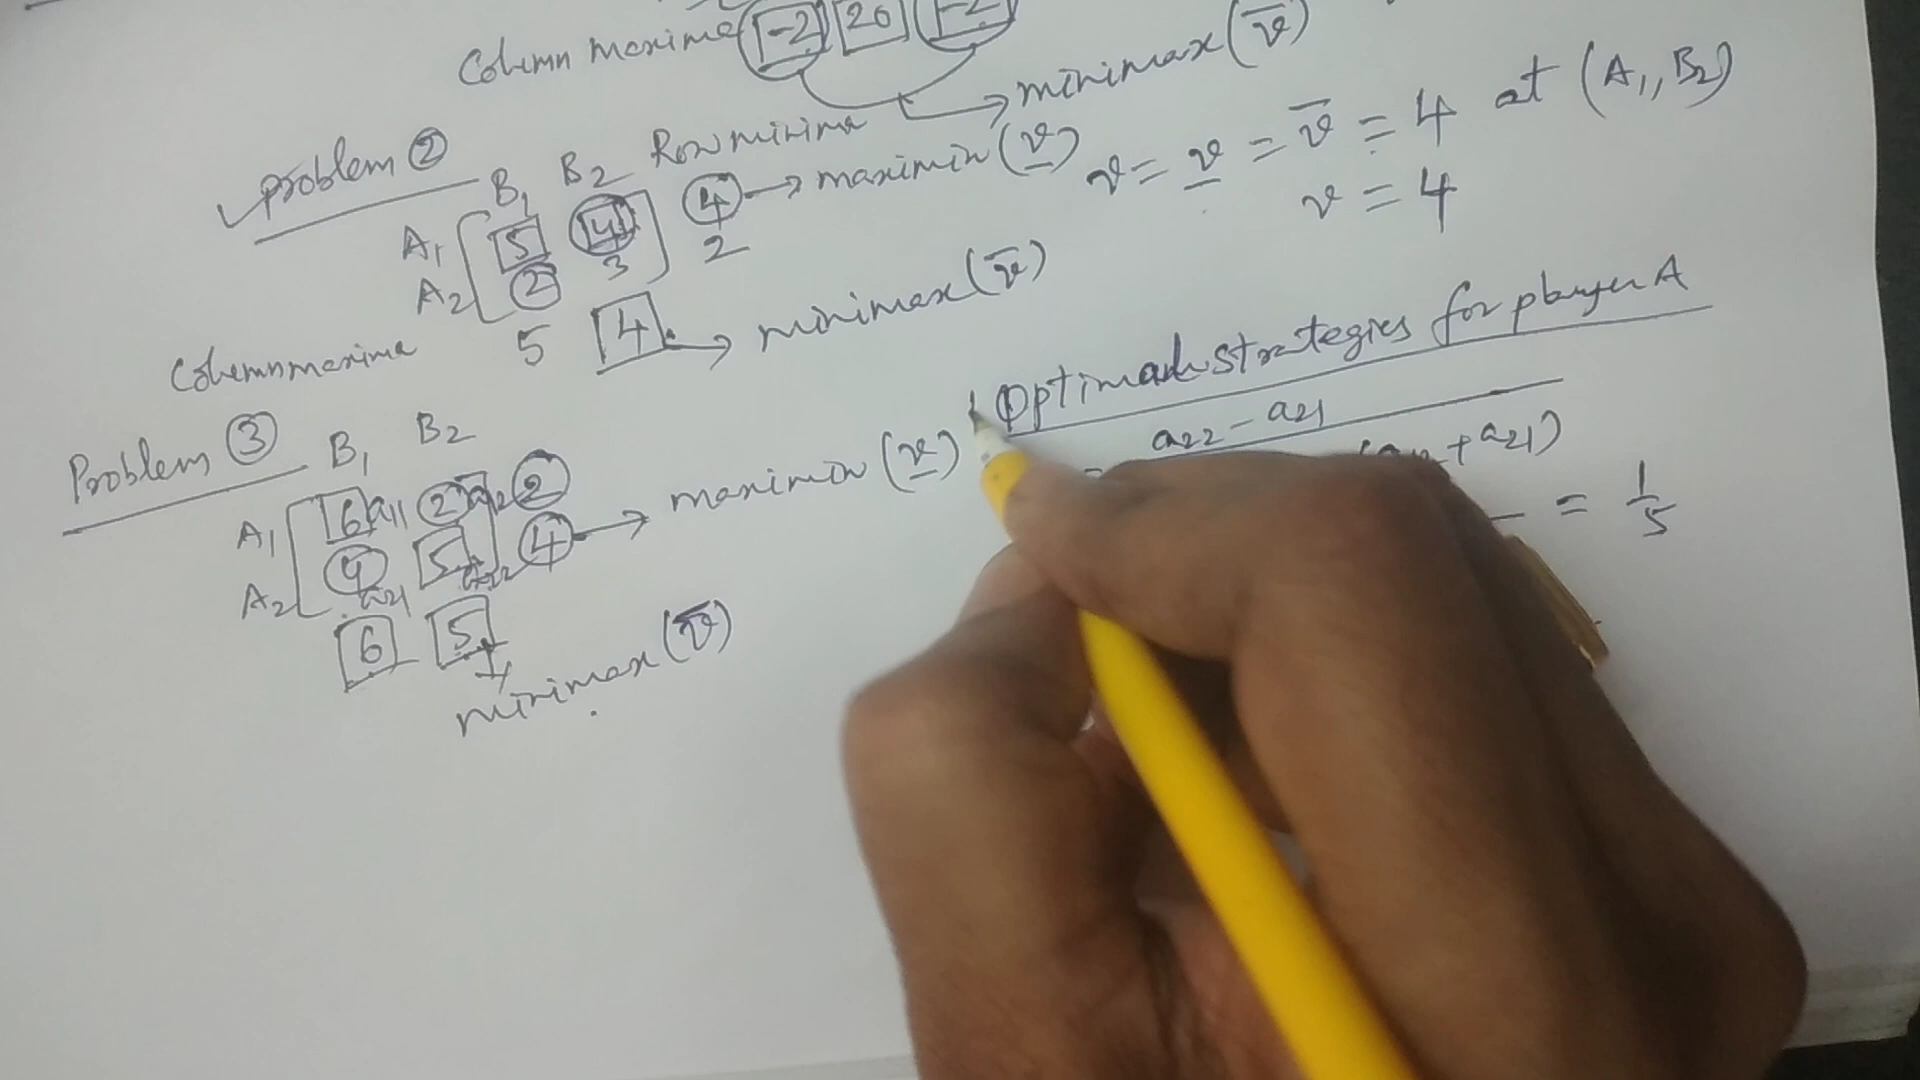 Column maxima -2 20 -2
minimax (v̅)
problem ②
B1 B2 Row minima
A1 5 4 4 → maximin (v̲)
A2 2 3 2
Column maxima 5 4 → minimax (v̅)
v = v̲ = v̅ = 4 at (A1, B2)
v = 4
Problem ③
B1 B2
A1 6 a11 2 a12 2
A2 4 a21 5 a22 4 → maximin (v̲)
6 5
minimax (v̅)
Optimal strategies for player A
a22 - a21
+ a21)
= 1/5